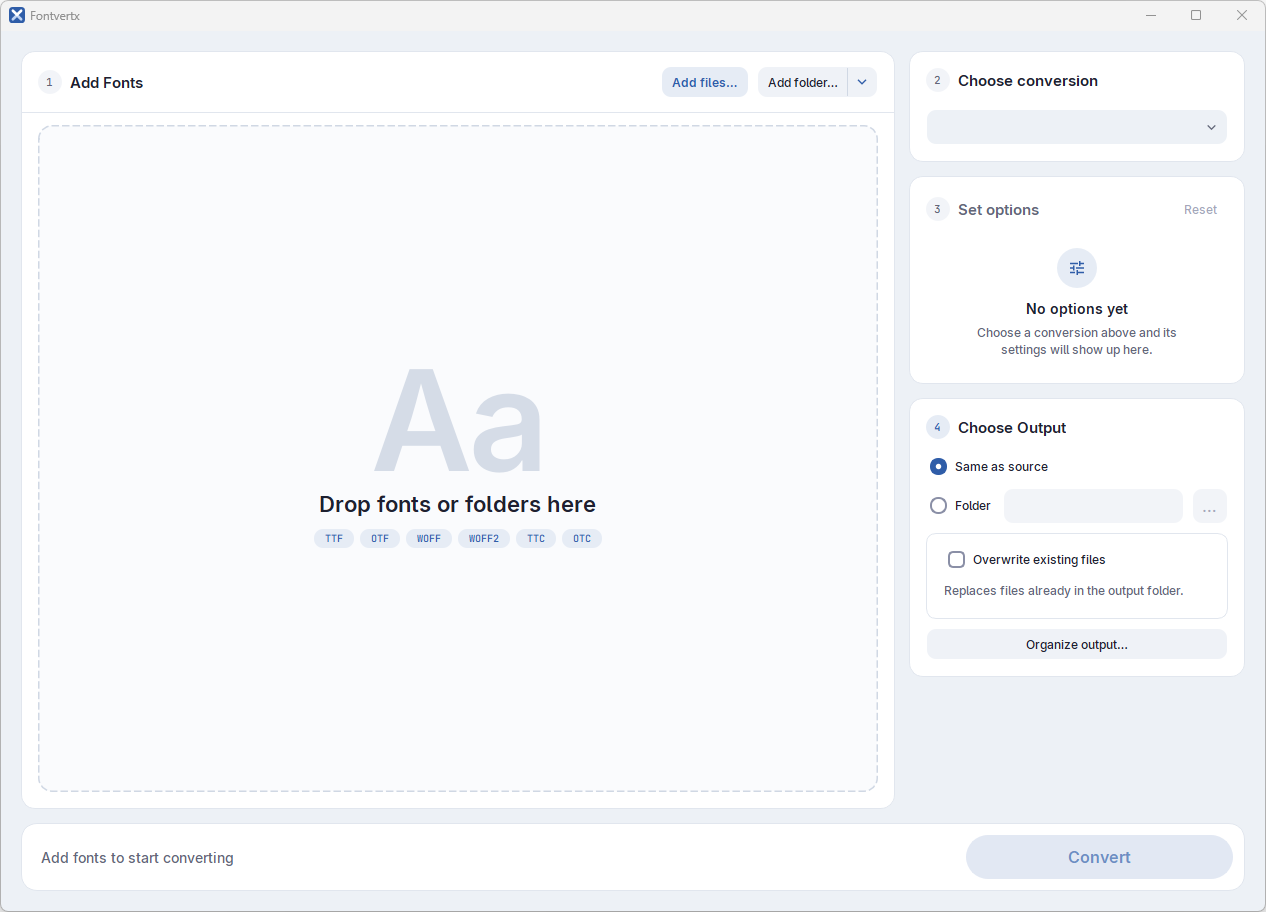 Fontvertx
1 Add Fonts
Add files...
Add folder...
Aa
Drop fonts or folders here
TTF OTF WOFF WOFF2 TTC OTC
2 Choose conversion
3 Set options
Reset
No options yet
Choose a conversion above and its
settings will show up here.
4 Choose Output
Same as source
Folder
...
Overwrite existing files
Replaces files already in the output folder.
Organize output...
Add fonts to start converting
Convert